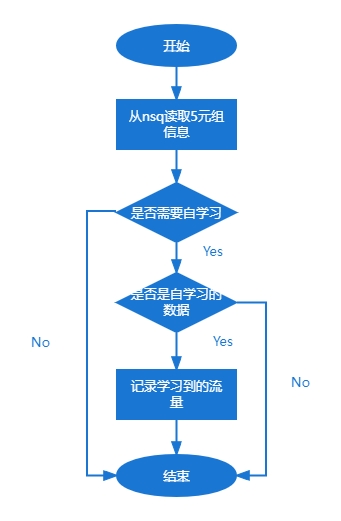 开始
从nsq读取5元组
信息
是否需要自学习
Yes
是否是自学习的
数据
Yes
No
No
记录学习到的流
量
结束